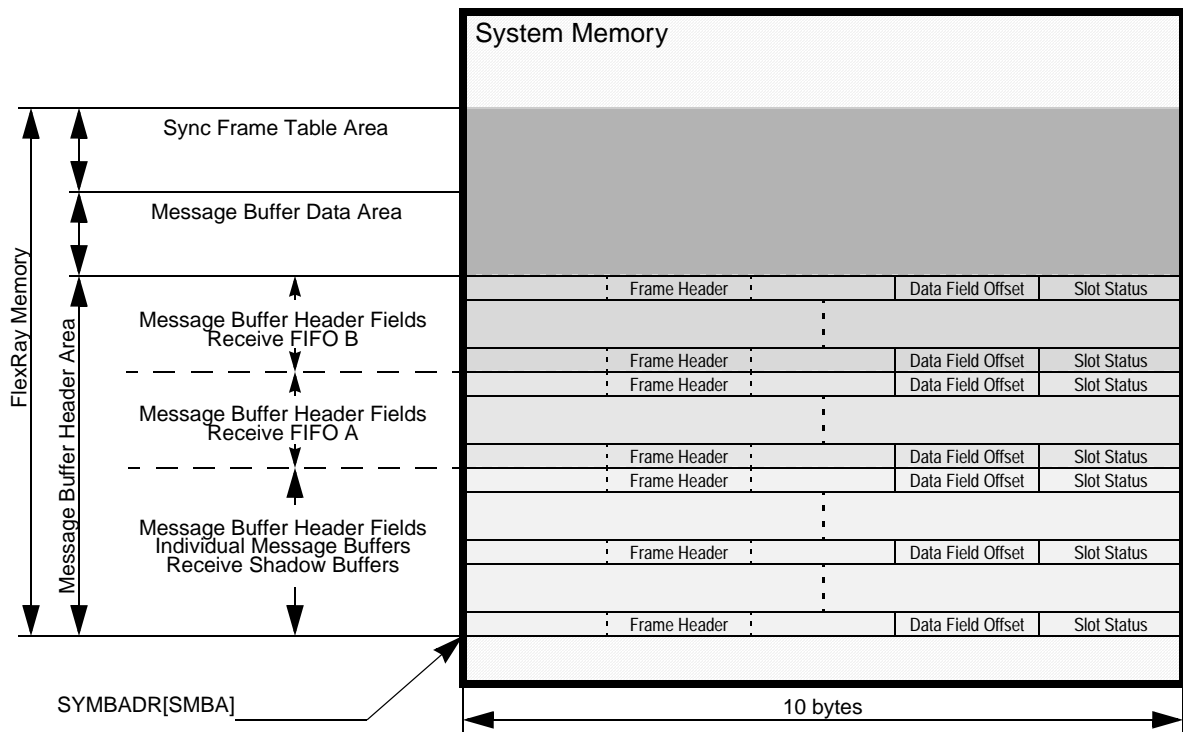 System Memory
Sync Frame Table Area
Message Buffer Data Area
FlexRay Memory
Message Buffer Header Area
Message Buffer Header Fields
Receive FIFO B
Message Buffer Header Fields
Receive FIFO A
Message Buffer Header Fields
Individual Message Buffers
Receive Shadow Buffers
Frame Header Data Field Offset Slot Status
Frame Header Data Field Offset Slot Status
Frame Header Data Field Offset Slot Status
Frame Header Data Field Offset Slot Status
Frame Header Data Field Offset Slot Status
Frame Header Data Field Offset Slot Status
Frame Header Data Field Offset Slot Status
SYMBADR[SMBA]
10 bytes